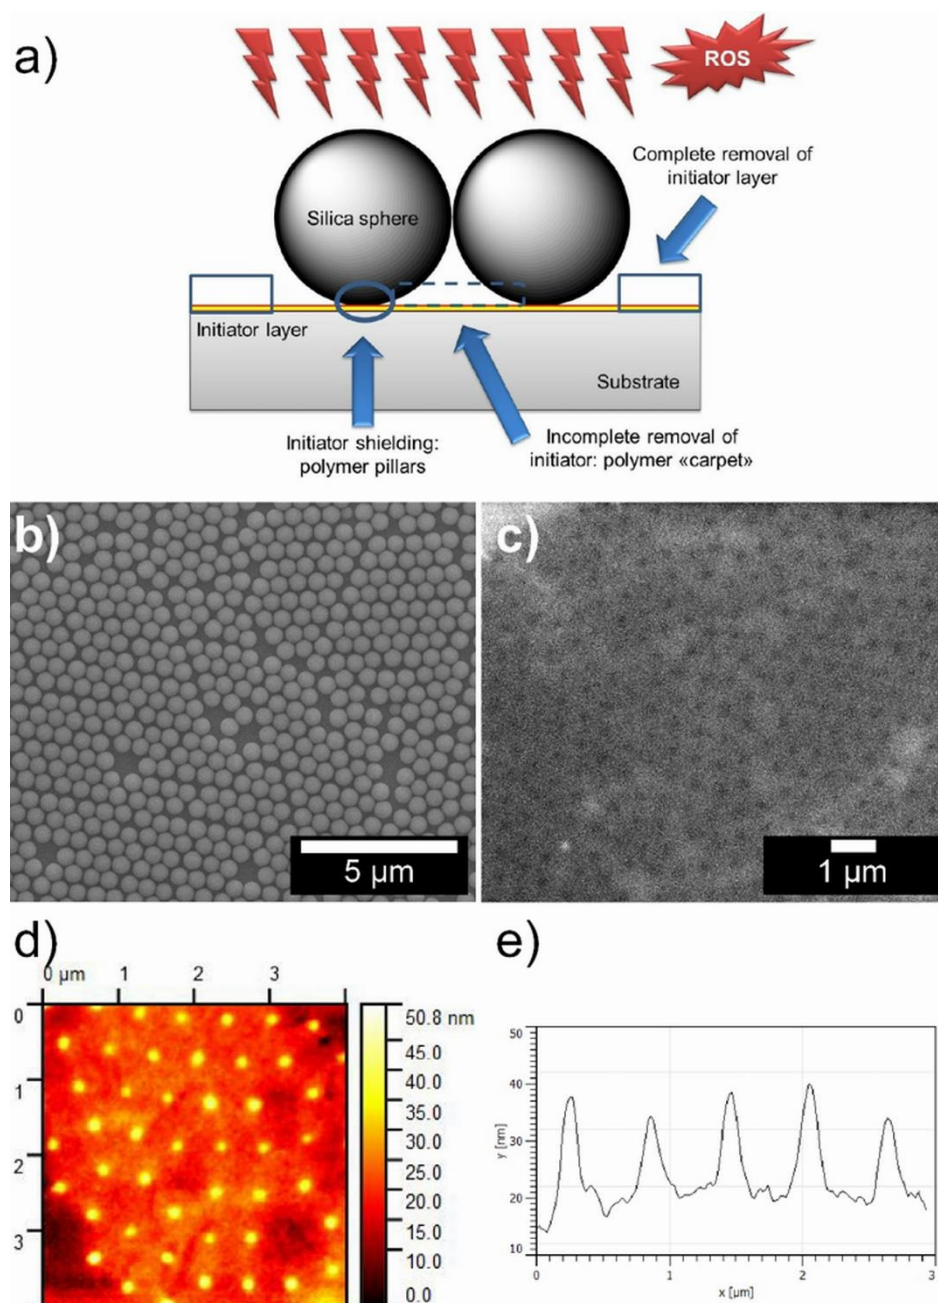 a)
ROS
Complete removal of
initiator layer
Silica sphere
Initiator layer
Substrate
Initiator shielding:
polymer pillars
Incomplete removal of
initiator: polymer «carpet»
b)
5 µm
c)
1 µm
d)
0 µm 1 2 3
0
1
2
3
50.8 nm
45.0
40.0
35.0
30.0
25.0
20.0
15.0
10.0
0.0
e)
50
40
30
20
10
y [nm]
0 1 2 3
x [µm]